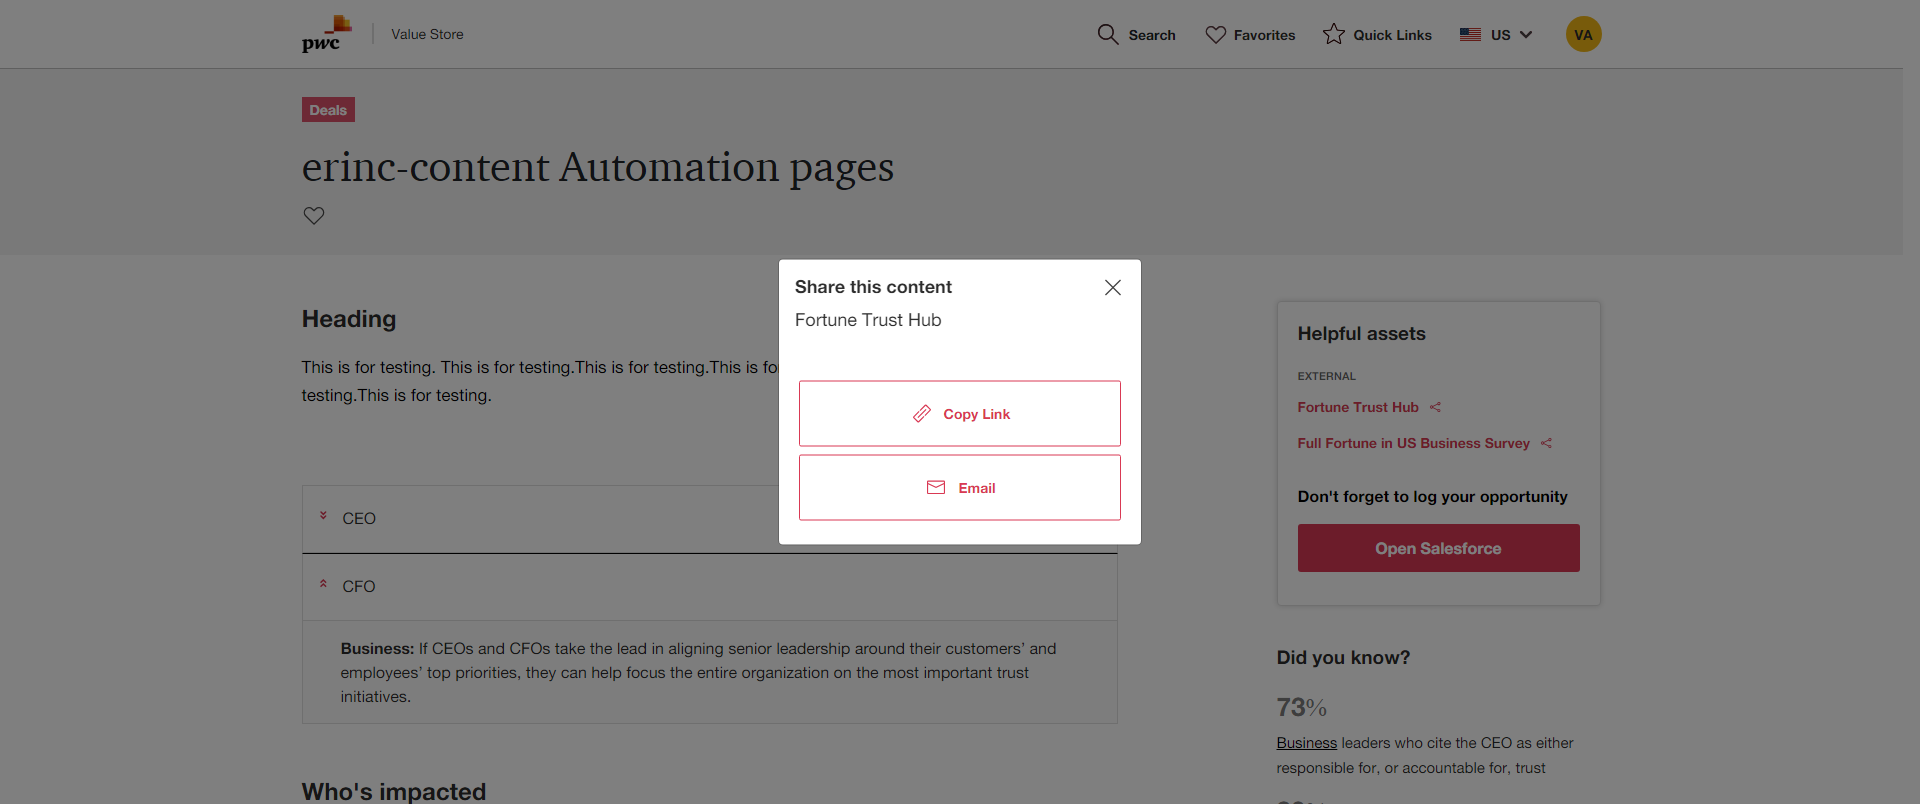 pwc
Value Store
Search
Favorites
Quick Links
US
VA
Deals
erinc-content Automation pages
Share this content
Fortune Trust Hub
Copy Link
Email
Heading
This is for testing. This is for testing.This is for testing.This is fo
testing.This is for testing.
CEO
CFO
Business: If CEOs and CFOs take the lead in aligning senior leadership around their customers’ and
employees’ top priorities, they can help focus the entire organization on the most important trust
initiatives.
Who's impacted
Helpful assets
EXTERNAL
Fortune Trust Hub
Full Fortune in US Business Survey
Don't forget to log your opportunity
Open Salesforce
Did you know?
73%
Business leaders who cite the CEO as either
responsible for, or accountable for, trust